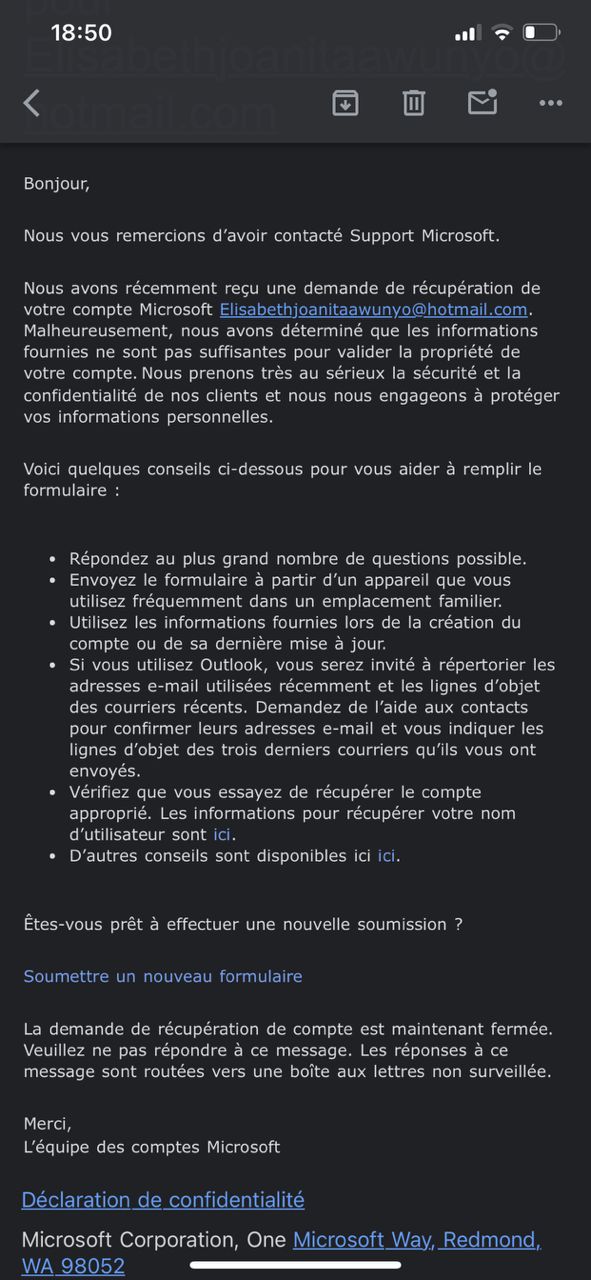 pour
18:50
Elisabethjoanitaawunyo@
hotmail.com
Bonjour,
Nous vous remercions d’avoir contacté Support Microsoft.
Nous avons récemment reçu une demande de récupération de
votre compte Microsoft Elisabethjoanitaawunyo@hotmail.com.
Malheureusement, nous avons déterminé que les informations
fournies ne sont pas suffisantes pour valider la propriété de
votre compte. Nous prenons très au sérieux la sécurité et la
confidentialité de nos clients et nous nous engageons à protéger
vos informations personnelles.
Voici quelques conseils ci-dessous pour vous aider à remplir le
formulaire :
• Répondez au plus grand nombre de questions possible.
• Envoyez le formulaire à partir d’un appareil que vous
utilisez fréquemment dans un emplacement familier.
• Utilisez les informations fournies lors de la création du
compte ou de sa dernière mise à jour.
• Si vous utilisez Outlook, vous serez invité à répertorier les
adresses e-mail utilisées récemment et les lignes d’objet
des courriers récents. Demandez de l’aide aux contacts
pour confirmer leurs adresses e-mail et vous indiquer les
lignes d’objet des trois derniers courriers qu’ils vous ont
envoyés.
• Vérifiez que vous essayez de récupérer le compte
approprié. Les informations pour récupérer votre nom
d’utilisateur sont ici.
• D’autres conseils sont disponibles ici ici.
Êtes-vous prêt à effectuer une nouvelle soumission ?
Soumettre un nouveau formulaire
La demande de récupération de compte est maintenant fermée.
Veuillez ne pas répondre à ce message. Les réponses à ce
message sont routées vers une boîte aux lettres non surveillée.
Merci,
L’équipe des comptes Microsoft
Déclaration de confidentialité
Microsoft Corporation, One Microsoft Way, Redmond,
WA 98052